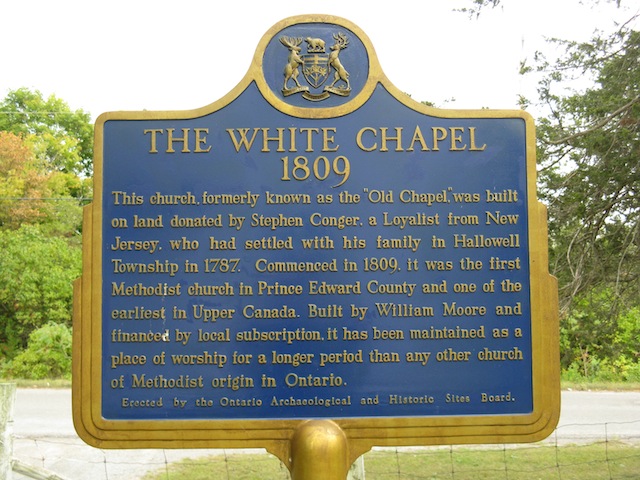 THE WHITE CHAPEL
1809
This church, formerly known as the "Old Chapel," was built
on land donated by Stephen Conger, a Loyalist from New
Jersey, who had settled with his family in Hallowell
Township in 1787. Commenced in 1809, it was the first
Methodist church in Prince Edward County and one of the
earliest in Upper Canada. Built by William Moore and
financed by local subscription, it has been maintained as a
place of worship for a longer period than any other church
of Methodist origin in Ontario.
Erected by the Ontario Archaeological and Historic Sites Board.